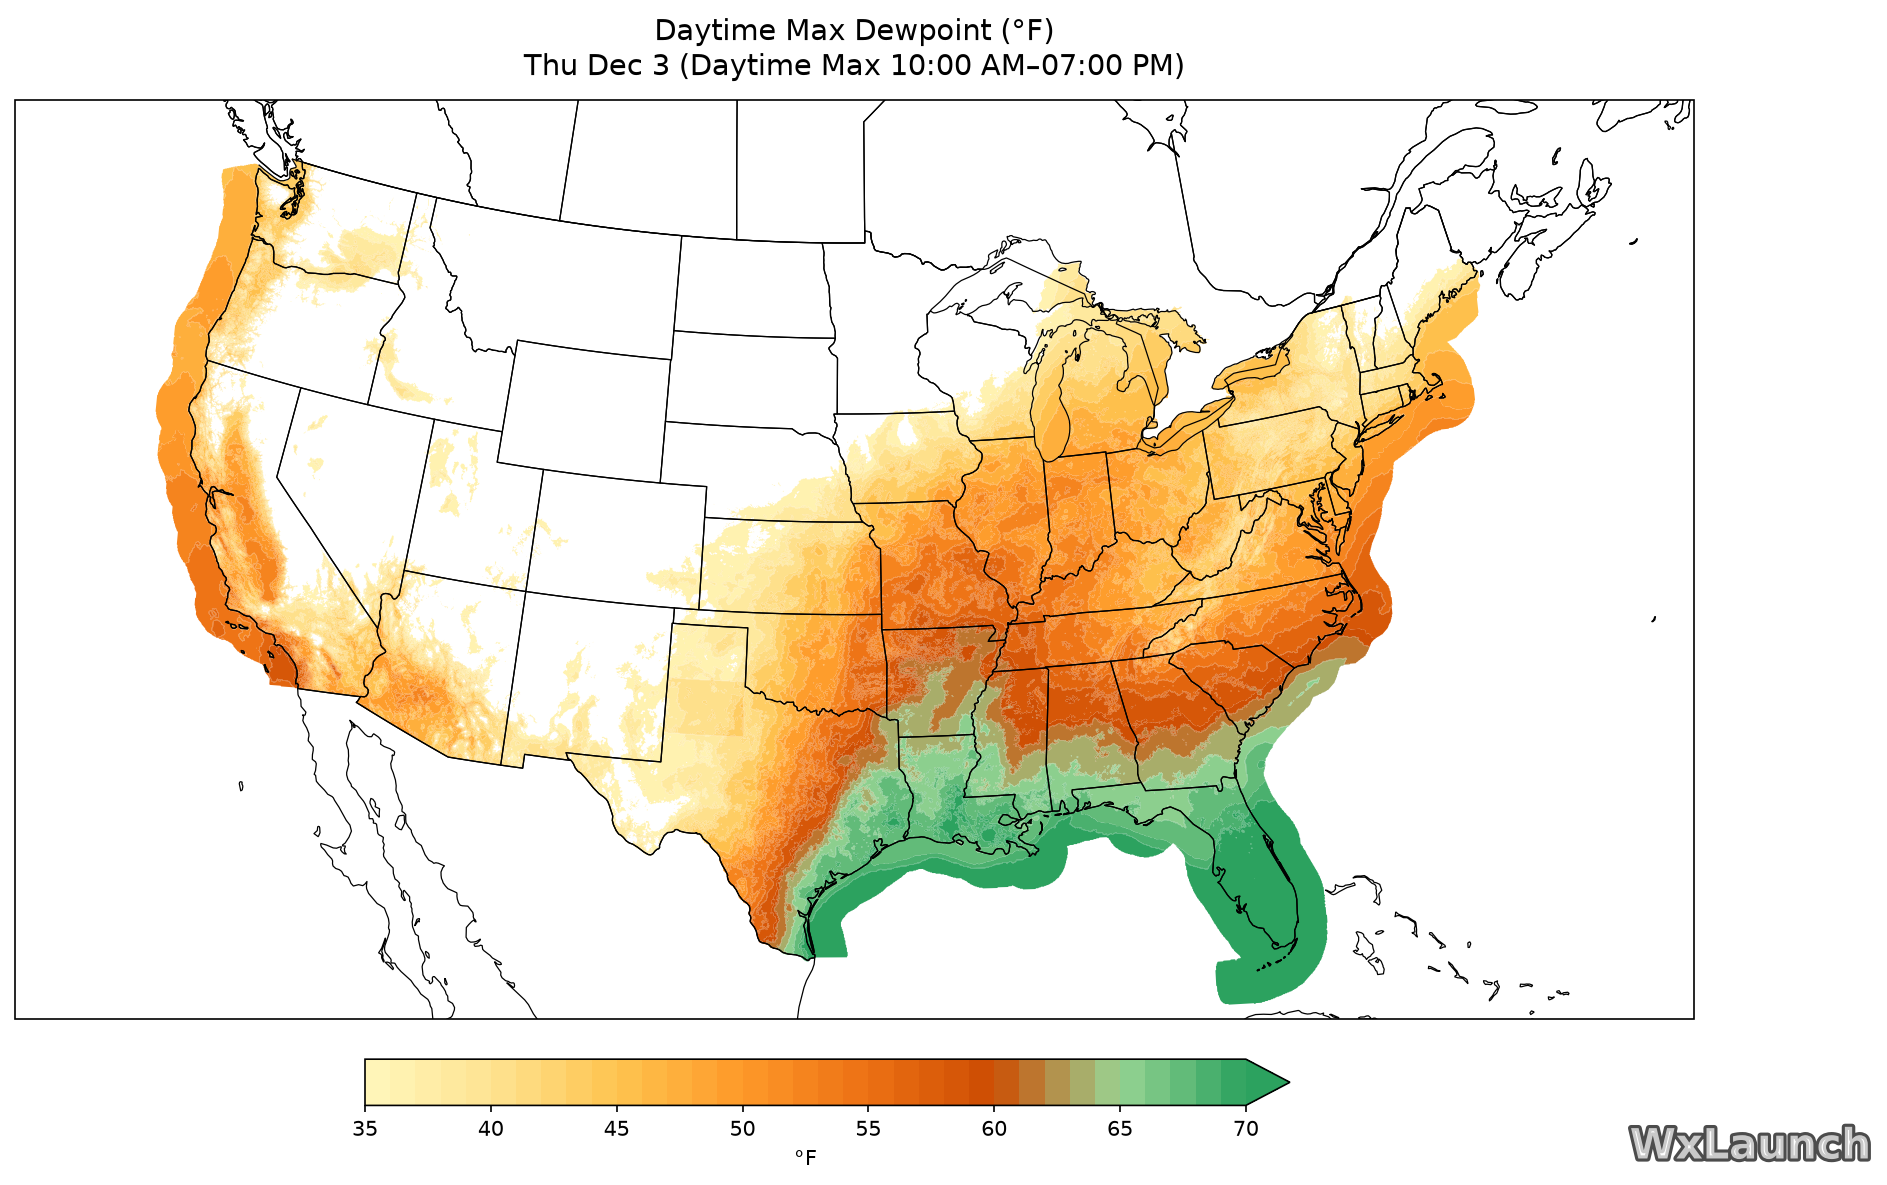 Daytime Max Dewpoint (°F)
Thu Dec 3 (Daytime Max 10:00 AM–07:00 PM)
35 40 45 50 55 60 65 70
°F
WxLaunch